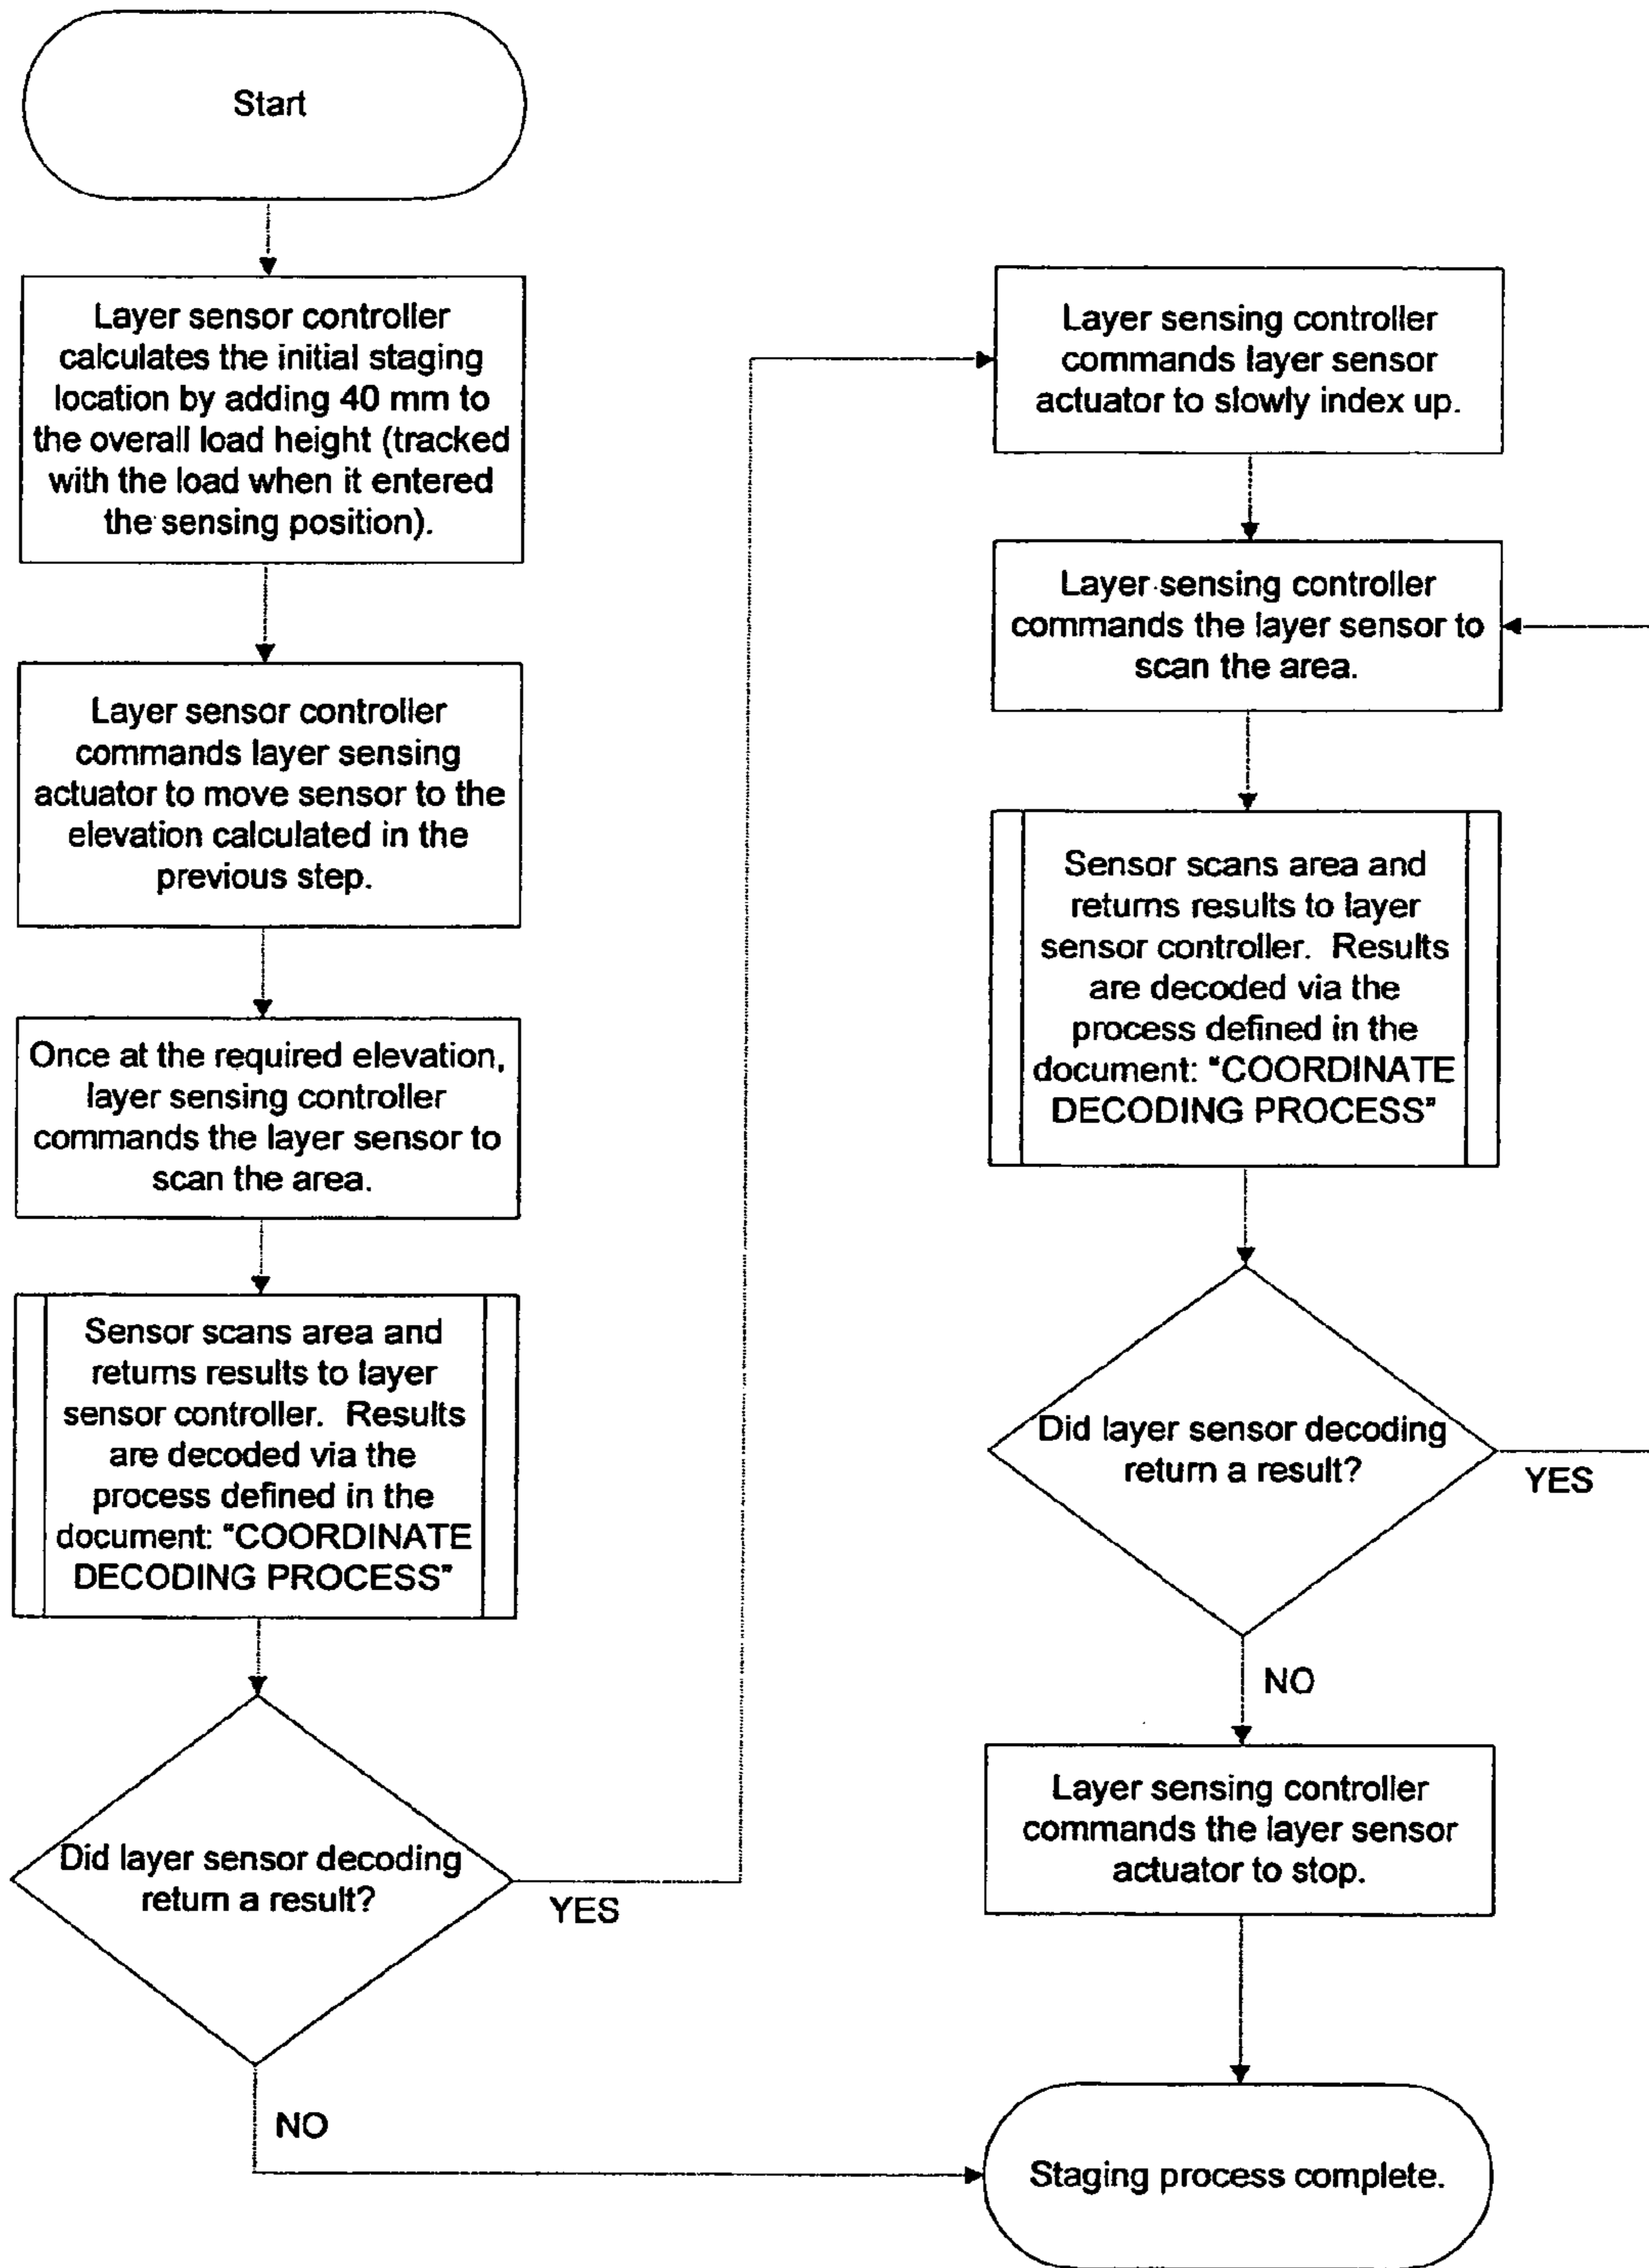 Start
Layer sensor controller
calculates the initial staging
location by adding 40 mm to
the overall load height (tracked
with the load when it entered
the sensing position).
Layer sensor controller
commands layer sensing
actuator to move sensor to the
elevation calculated in the
previous step.
Once at the required elevation,
layer sensing controller
commands the layer sensor to
scan the area.
Sensor scans area and
returns results to layer
sensor controller. Results
are decoded via the
process defined in the
document: "COORDINATE
DECODING PROCESS"
Did layer sensor decoding
return a result?
YES
NO
Layer sensing controller
commands layer sensor
actuator to slowly index up.
Layer sensing controller
commands the layer sensor to
scan the area.
Sensor scans area and
returns results to layer
sensor controller. Results
are decoded via the
process defined in the
document: "COORDINATE
DECODING PROCESS"
Did layer sensor decoding
return a result?
YES
NO
Layer sensing controller
commands the layer sensor
actuator to stop.
Staging process complete.